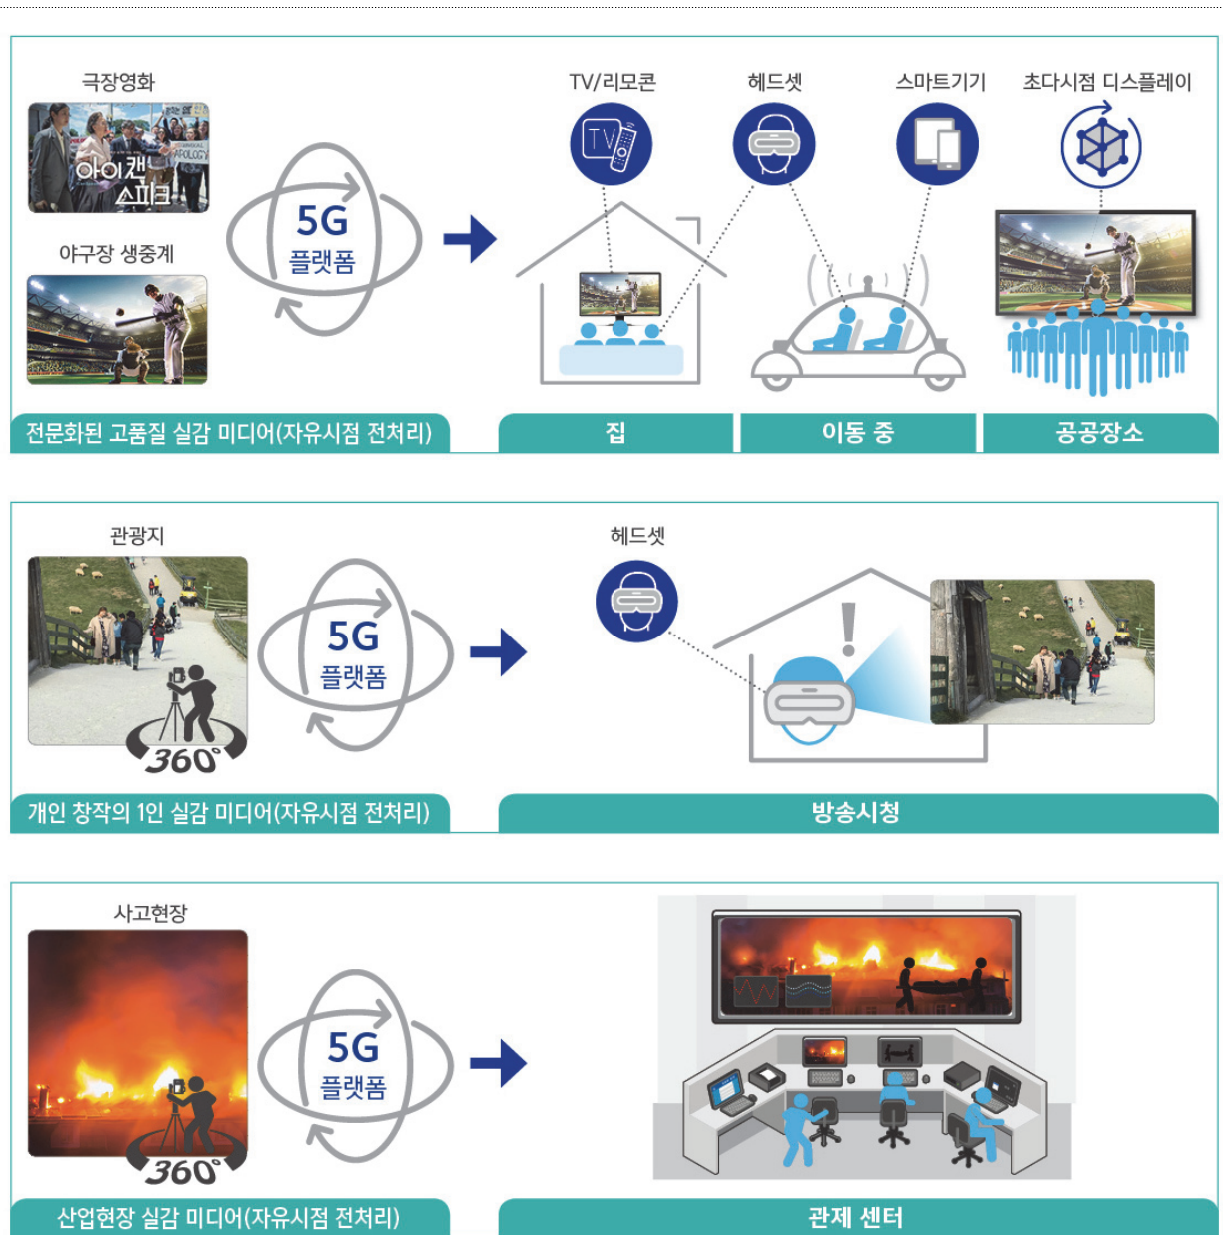 극장영화
아이 캔
스피크
APOLOGY
야구장 생중계
5G
플랫폼
TV/리모콘
헤드셋
스마트기기
초다시점 디스플레이
TV
전문화된 고품질 실감 미디어(자유시점 전처리)
집
이동 중
공공장소
관광지
360°
5G
플랫폼
헤드셋
!
개인 창작의 1인 실감 미디어(자유시점 전처리)
방송시청
사고현장
360°
5G
플랫폼
산업현장 실감 미디어(자유시점 전처리)
관제 센터